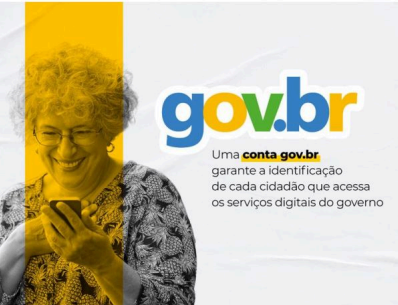 gov.br
Uma conta gov.br
garante a identificação
de cada cidadão que acessa
os serviços digitais do governo